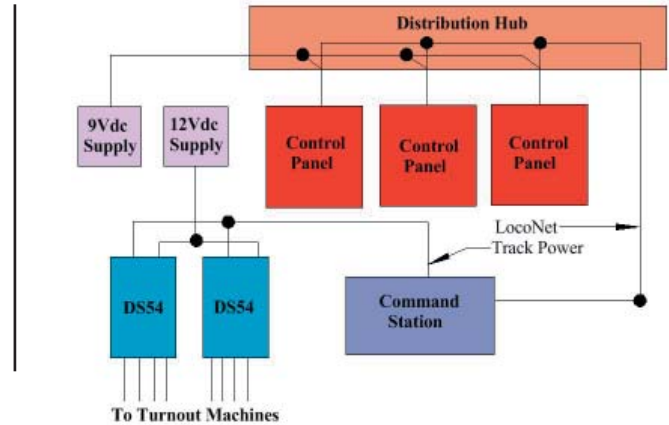 Distribution Hub
9Vdc
Supply
12Vdc
Supply
Control
Panel
Control
Panel
Control
Panel
LocoNet
Track Power
DS54
DS54
Command
Station
To Turnout Machines